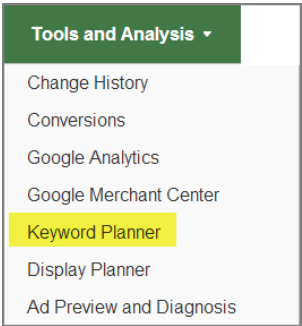 Tools and Analysis
Change History
Conversions
Google Analytics
Google Merchant Center
Keyword Planner
Display Planner
Ad Preview and Diagnosis